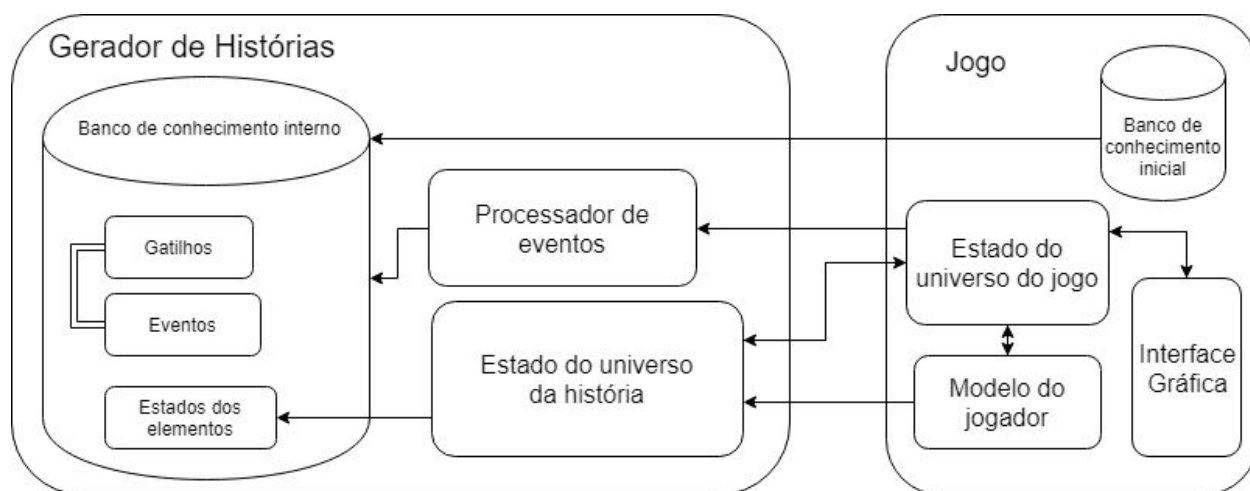 Gerador de Histórias
Banco de conhecimento interno
Gatilhos
Eventos
Estados dos
elementos
Processador de
eventos
Estado do universo
da história
Jogo
Banco de
conhecimento
inicial
Estado do
universo do jogo
Modelo do
jogador
Interface
Gráfica